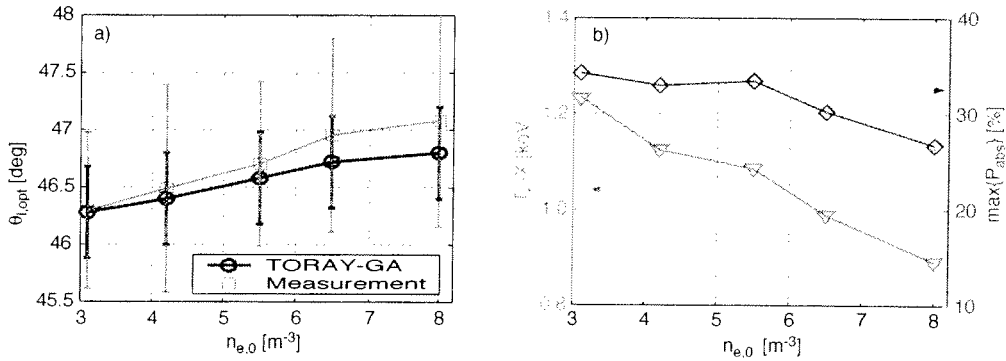 a)
θl,opt [deg]
48
47.5
47
46.5
46
45.5
TORAY-GA
Measurement
3 4 5 6 7 8
ne,0 [m-3]
b)
1.4
1.2
1.0
0.8
keV
40
30
20
10
max{Pabs} [%]
3 4 5 6 7 8
ne,0 [m-3]